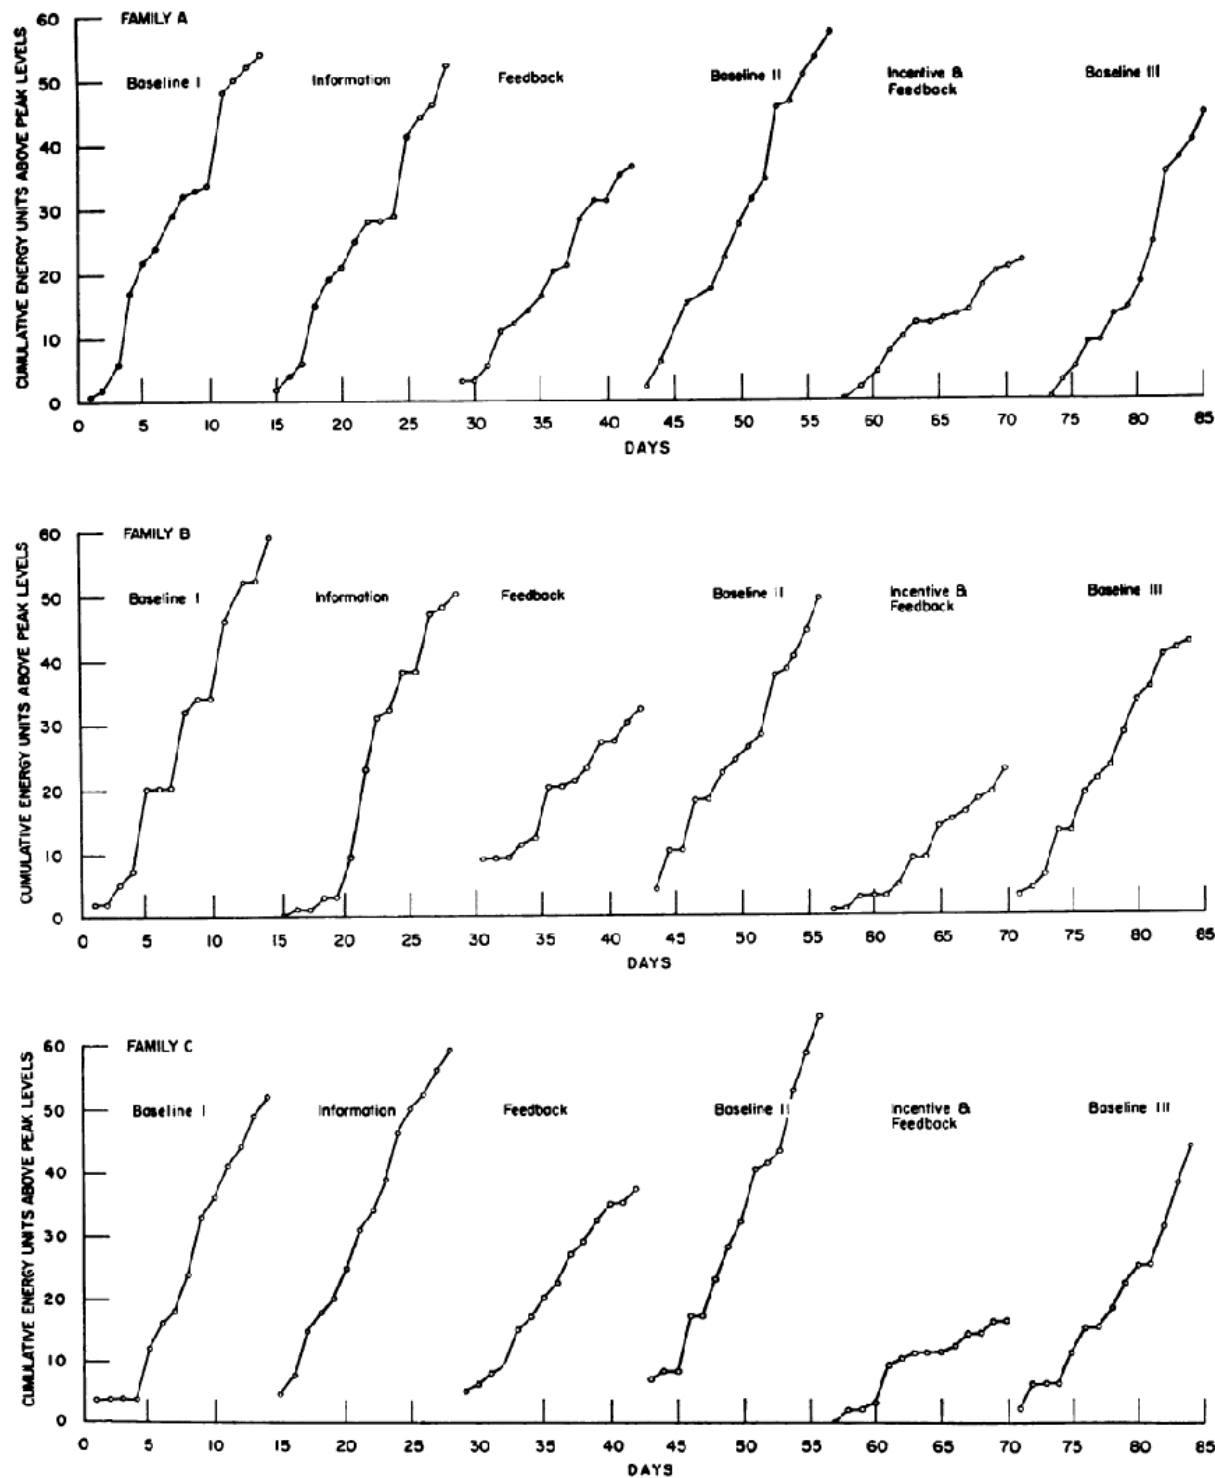 FAMILY A
CUMULATIVE ENERGY UNITS ABOVE PEAK LEVELS
60
50
40
30
20
10
0
Baseline I
Information
Feedback
Baseline II
Incentive &
Feedback
Baseline III
0 5 10 15 20 25 30 35 40 45 50 55 60 65 70 75 80 85
DAYS
FAMILY B
CUMULATIVE ENERGY UNITS ABOVE PEAK LEVELS
60
50
40
30
20
10
0
Baseline I
Information
Feedback
Baseline II
Incentive &
Feedback
Baseline III
0 5 10 15 20 25 30 35 40 45 50 55 60 65 70 75 80 85
DAYS
FAMILY C
CUMULATIVE ENERGY UNITS ABOVE PEAK LEVELS
60
50
40
30
20
10
0
Baseline I
Information
Feedback
Baseline II
Incentive &
Feedback
Baseline III
0 5 10 15 20 25 30 35 40 45 50 55 60 65 70 75 80 85
DAYS